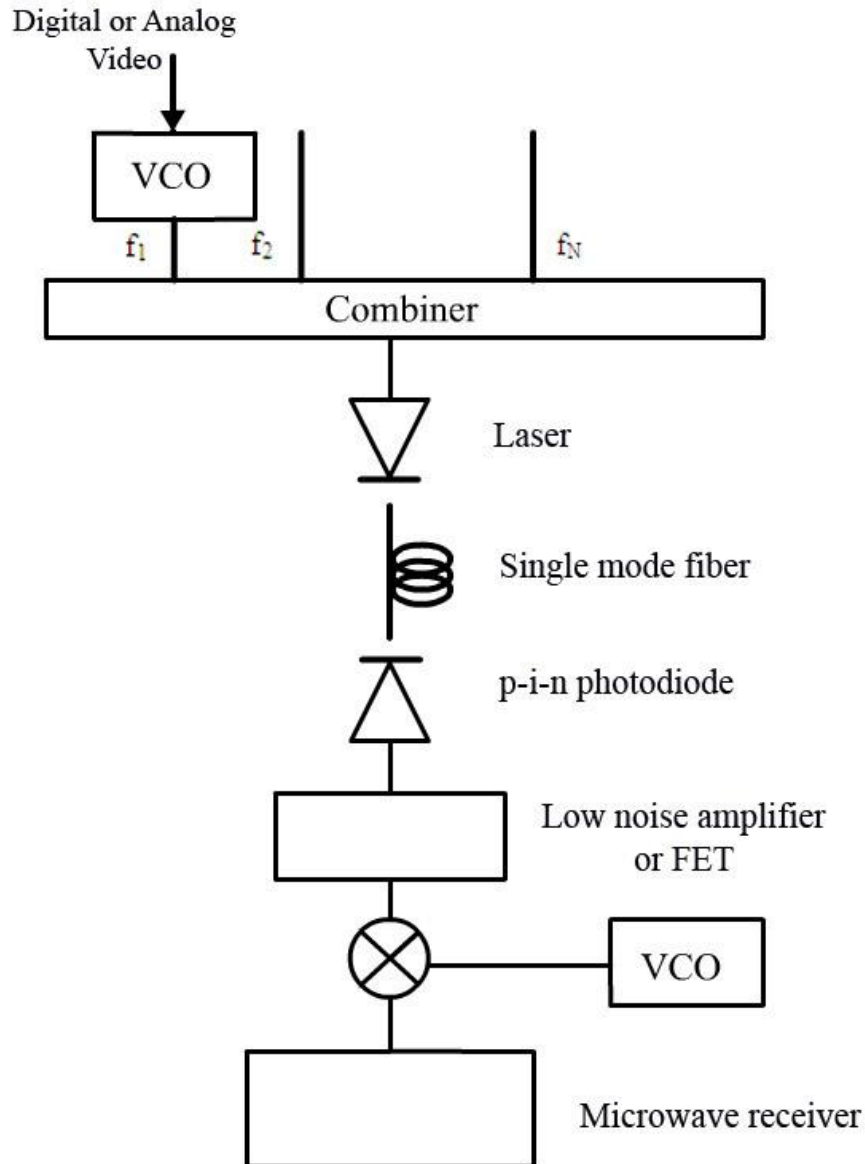 Digital or Analog
Video
VCO
f₁
f₂
f_N
Combiner
Laser
Single mode fiber
p-i-n photodiode
Low noise amplifier
or FET
VCO
Microwave receiver